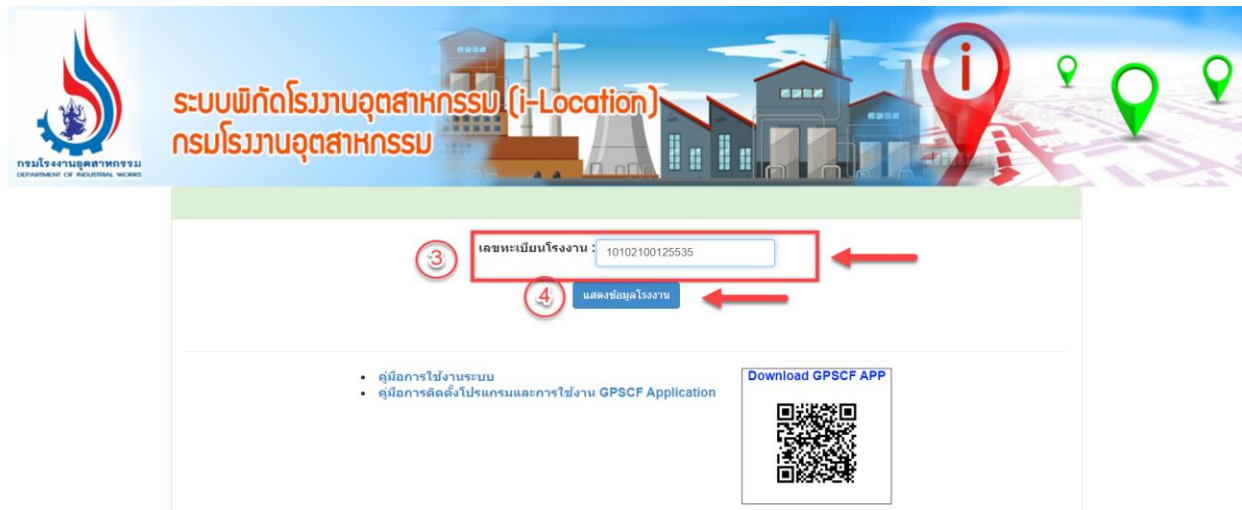 ระบบพิกัดโรงงานอุตสาหกรรม (i-Location)
กรมโรงงานอุตสาหกรรม
กรมโรงงานอุตสาหกรรม
DEPARTMENT OF INDUSTRIAL WORKS
i
3 เลขทะเบียนโรงงาน : 10102100125535
4 แสดงข้อมูลโรงงาน
• คู่มือการใช้งานระบบ
• คู่มือการติดตั้งโปรแกรมและการใช้งาน GPSCF Application
Download GPSCF APP